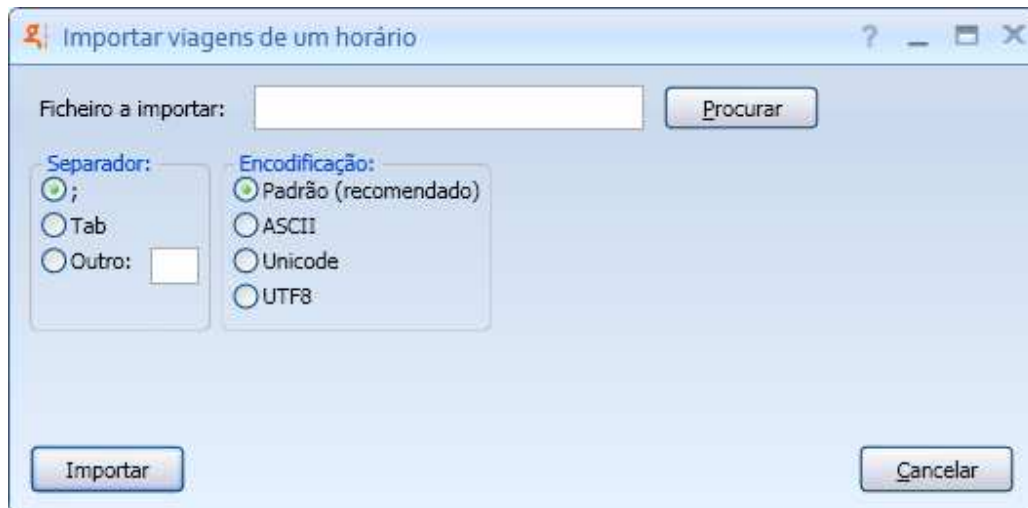 Importar viagens de um horário
Ficheiro a importar: Procurar
Separador: Encodificação:
; Padrão (recomendado)
Tab ASCII
Outro: Unicode
UTF8
Importar Cancelar